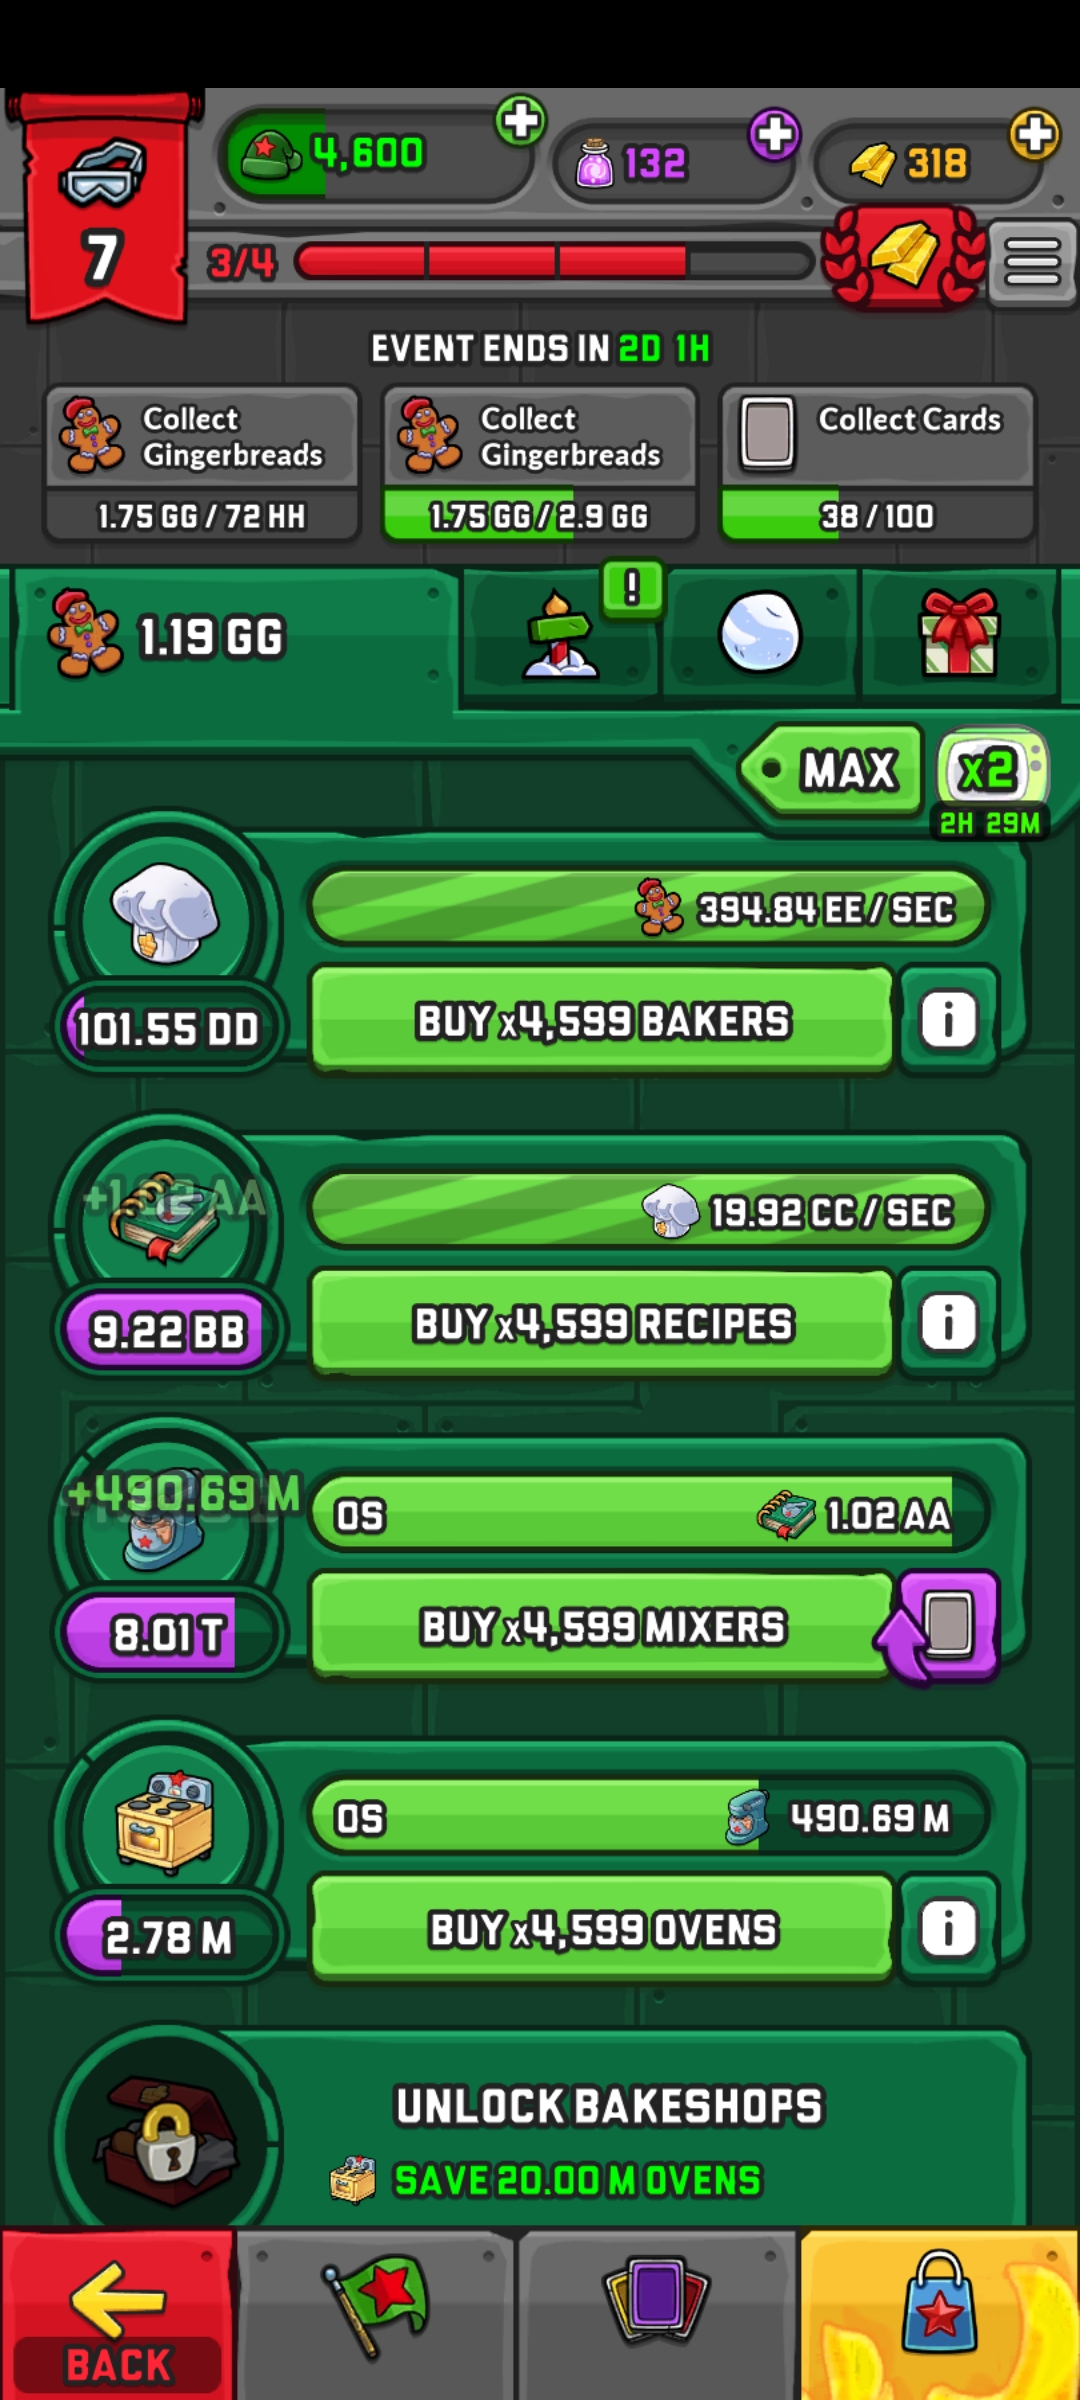 4,600
132
318
7
3/4
EVENT ENDS IN 2D 1H
Collect
Gingerbreads
1.75 GG / 72 HH
Collect
Gingerbreads
1.75 GG / 2.9 GG
Collect Cards
38 / 100
1.19 GG
!
MAX
x2
2H 29M
394.84 EE / SEC
101.55 DD
BUY x4,599 BAKERS
i
+1.02 AA
19.92 CC / SEC
9.22 BB
BUY x4,599 RECIPES
i
+490.69 M
0S
1.02 AA
8.01 T
BUY x4,599 MIXERS
0S
490.69 M
2.78 M
BUY x4,599 OVENS
i
UNLOCK BAKESHOPS
SAVE 20.00 M OVENS
BACK